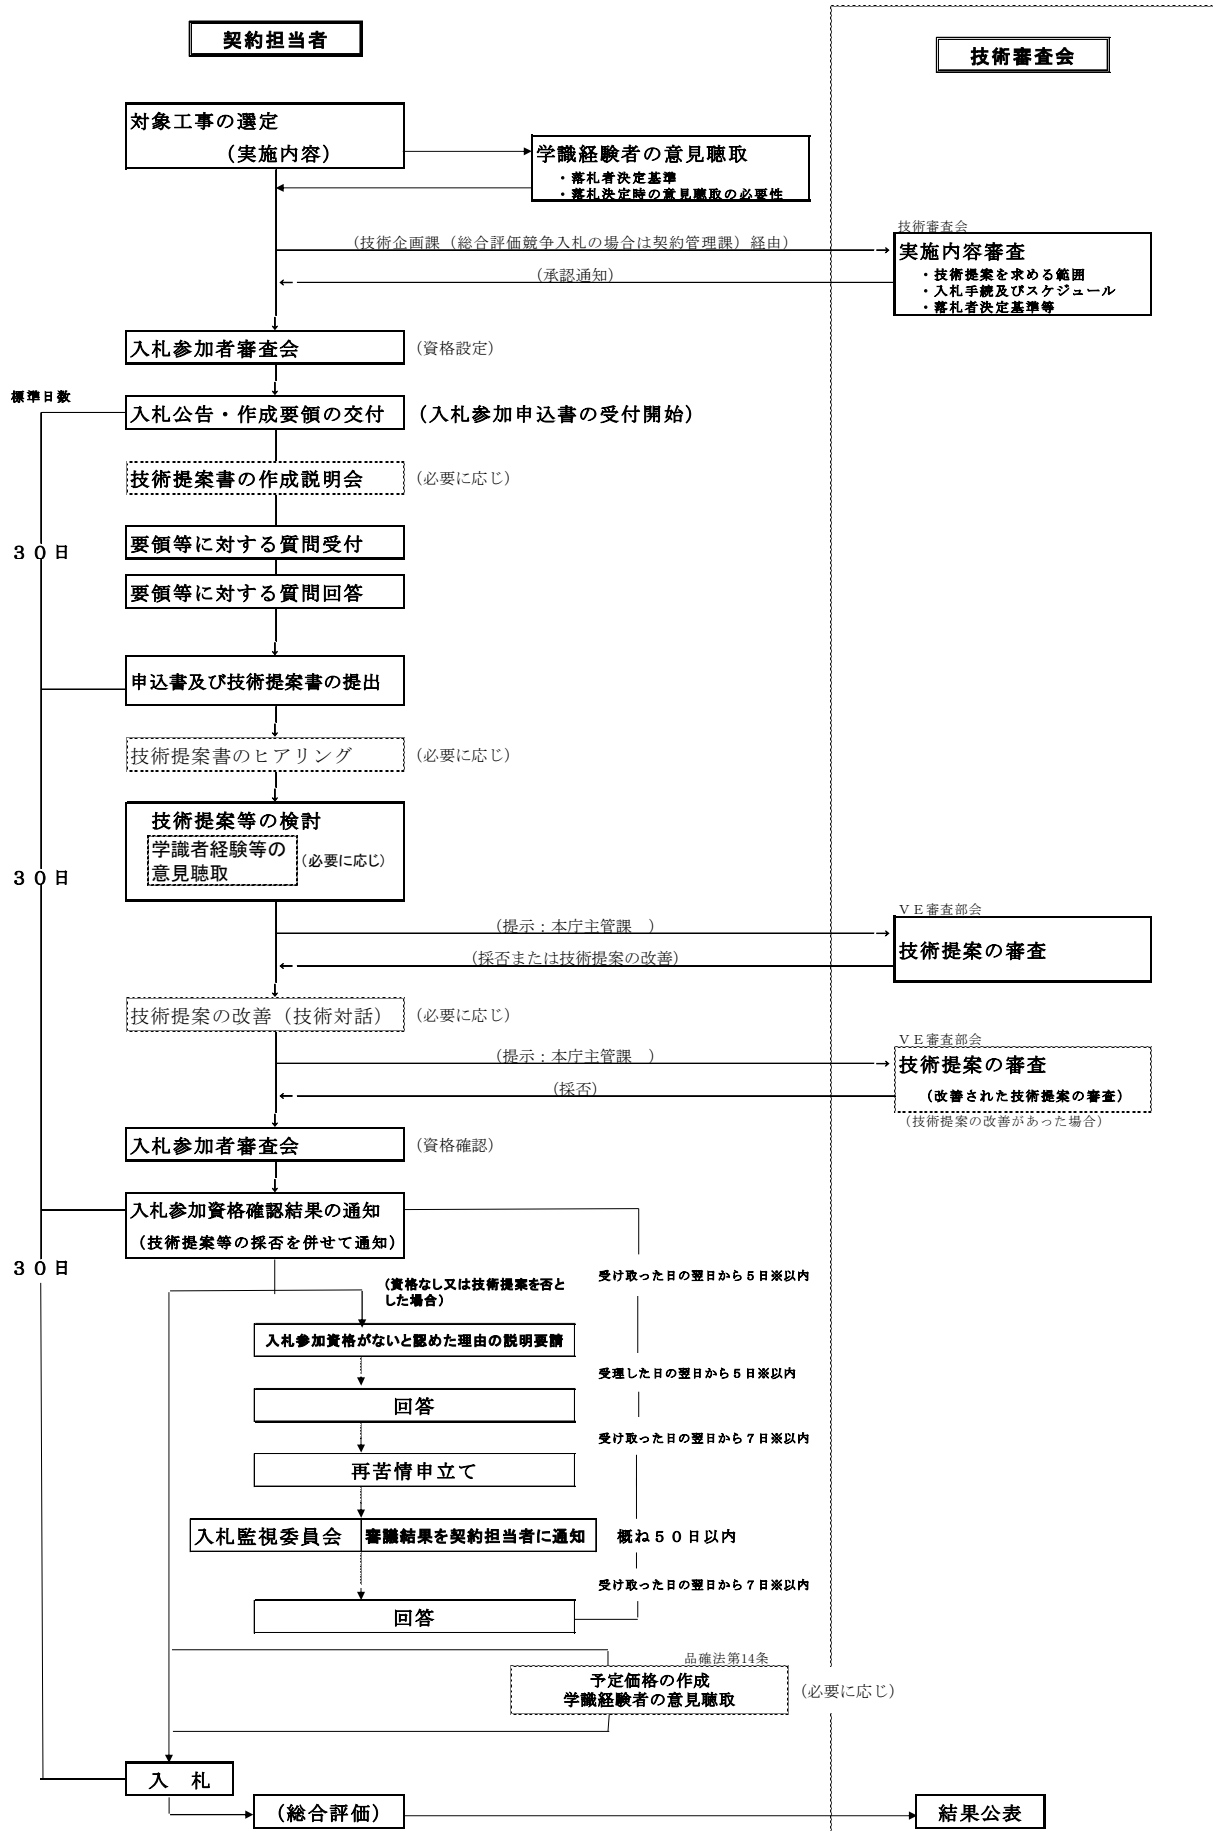 契約担当者
技術審査会
対象工事の選定
（実施内容）
学識経験者の意見聴取
・落札者決定基準
・落札決定時の意見聴取の必要性
（技術企画課（総合評価競争入札の場合は契約管理課）経由）
技術審査会
実施内容審査
・技術提案を求める範囲
・入札手続及びスケジュール
・落札者決定基準等
（承認通知）
入札参加者審査会
（資格設定）
標準日数
入札公告・作成要領の交付
（入札参加申込書の受付開始）
技術提案書の作成説明会
（必要に応じ）
３０日
要領等に対する質問受付
要領等に対する質問回答
申込書及び技術提案書の提出
技術提案書のヒアリング
（必要に応じ）
技術提案等の検討
学識者経験等の
意見聴取
（必要に応じ）
３０日
（提示：本庁主管課　）
ＶＥ審査部会
技術提案の審査
（採否または技術提案の改善）
技術提案の改善（技術対話）
（必要に応じ）
（提示：本庁主管課　）
ＶＥ審査部会
技術提案の審査
（改善された技術提案の審査）
（技術提案の改善があった場合）
（採否）
入札参加者審査会
（資格確認）
入札参加資格確認結果の通知
（技術提案等の採否を併せて通知）
３０日
（資格なし又は技術提案を否と
した場合）
受け取った日の翌日から５日※以内
入札参加資格がないと認めた理由の説明要請
受理した日の翌日から５日※以内
回答
受け取った日の翌日から７日※以内
再苦情申立て
入札監視委員会
審議結果を契約担当者に通知
概ね５０日以内
受け取った日の翌日から７日※以内
回答
品確法第14条
予定価格の作成
学識経験者の意見聴取
（必要に応じ）
入　札
（総合評価）
結果公表